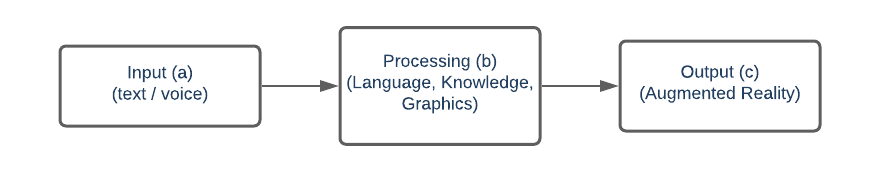 Input (a)
(text / voice)
Processing (b)
(Language, Knowledge,
Graphics)
Output (c)
(Augmented Reality)